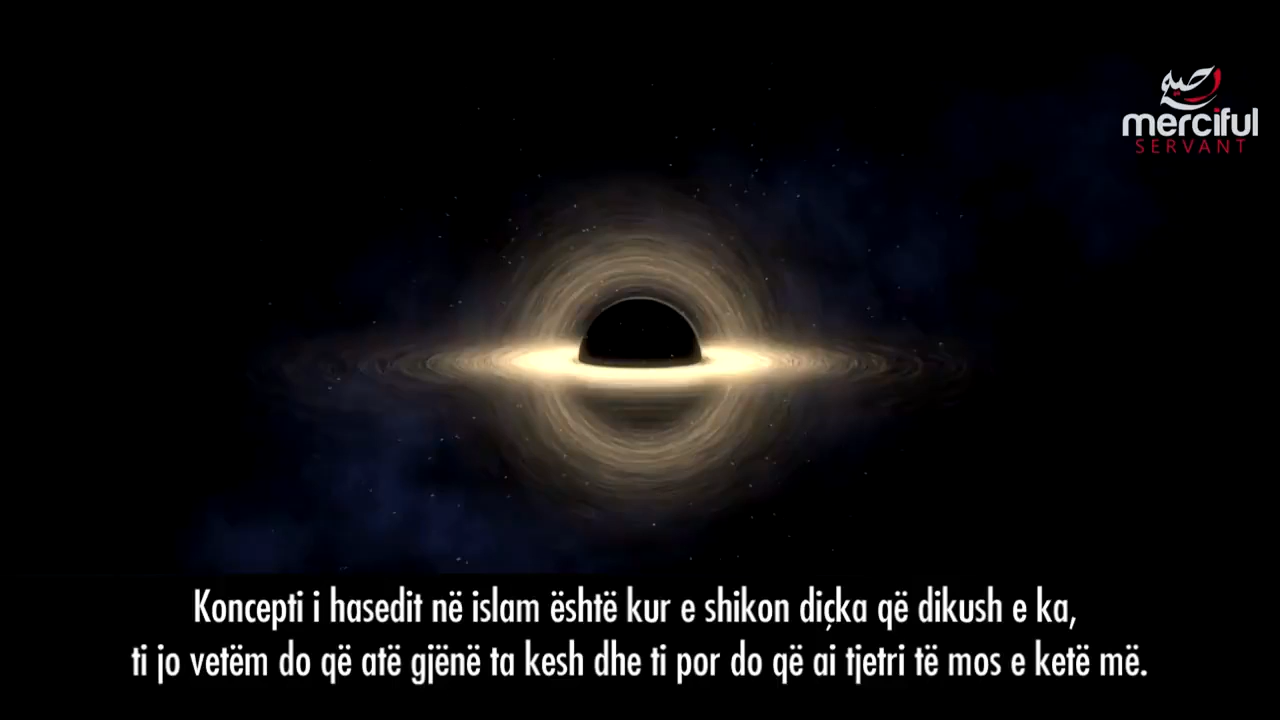 رحيم
merciful
SERVANT
Koncepti i hasedit në islam është kur e shikon diçka që dikush e ka,
ti jo vetëm do që atë gjënë ta kesh dhe ti por do që ai tjetri të mos e ketë më.